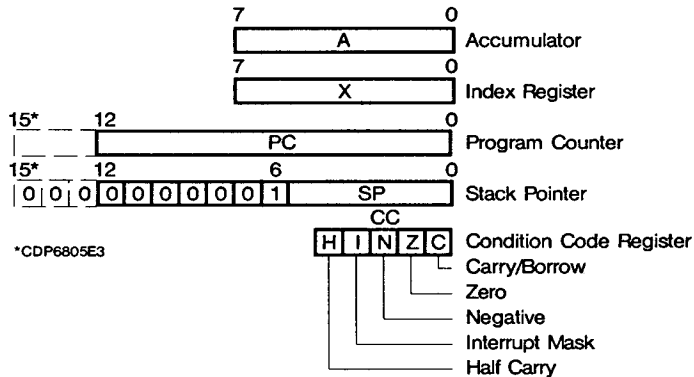 7 0
A Accumulator
7 0
X Index Register
15* 12 0
PC Program Counter
15* 12 6 0
0 0 0 0 0 0 0 0 0 1 SP Stack Pointer
CC
*CDP6805E3 H I N Z C Condition Code Register
Carry/Borrow
Zero
Negative
Interrupt Mask
Half Carry